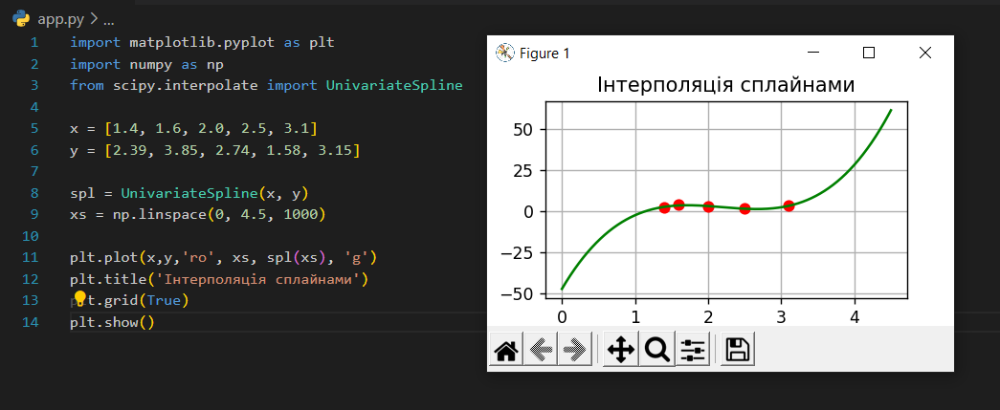 app.py > ...
1 import matplotlib.pyplot as plt
2 import numpy as np
3 from scipy.interpolate import UnivariateSpline
4
5 x = [1.4, 1.6, 2.0, 2.5, 3.1]
6 y = [2.39, 3.85, 2.74, 1.58, 3.15]
7
8 spl = UnivariateSpline(x, y)
9 xs = np.linspace(0, 4.5, 1000)
10
11 plt.plot(x,y,'ro', xs, spl(xs), 'g')
12 plt.title('Інтерполяція сплайнами')
13 plt.grid(True)
14 plt.show()
Figure 1
Інтерполяція сплайнами
50
25
0
−25
−50
0 1 2 3 4